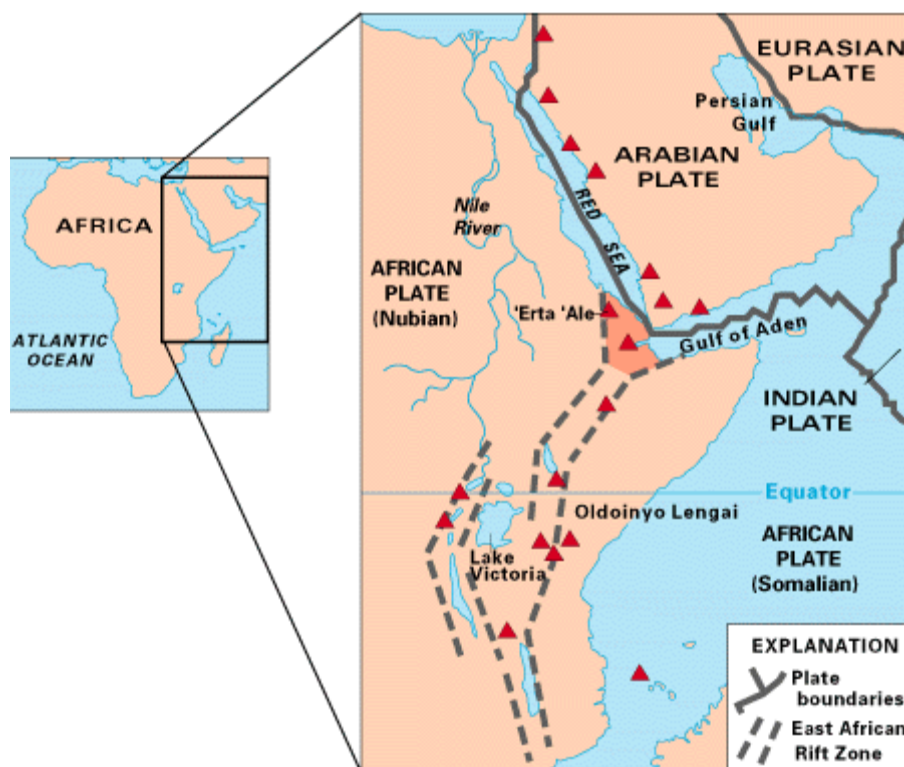 AFRICA
ATLANTIC
OCEAN
EURASIAN
PLATE
Persian
Gulf
ARABIAN
PLATE
RED
SEA
Nile
River
AFRICAN
PLATE
(Nubian)
'Erta 'Ale
Gulf of Aden
INDIAN
PLATE
Equator
Oldoinyo Lengai
AFRICAN
PLATE
(Somalian)
Lake
Victoria
EXPLANATION
Plate
boundaries
East African
Rift Zone